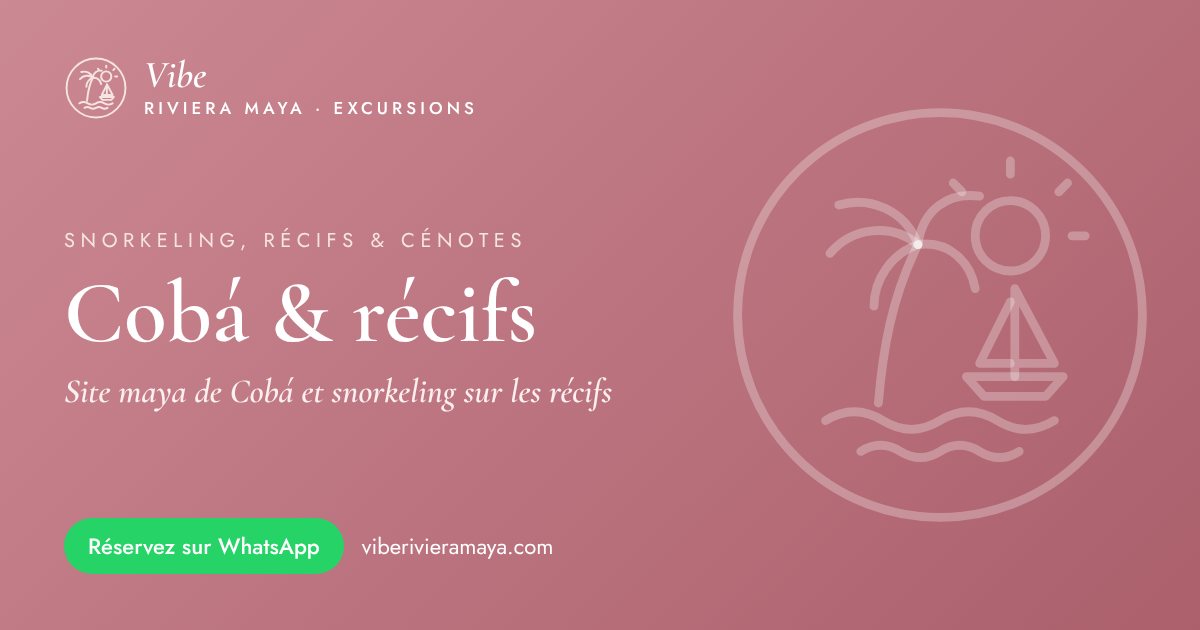 Vibe
RIVIERA MAYA · EXCURSIONS
SNORKELING, RÉCIFS & CÉNOTES
Cobá & récifs
Site maya de Cobá et snorkeling sur les récifs
Réservez sur WhatsApp
viberivieramaya.com